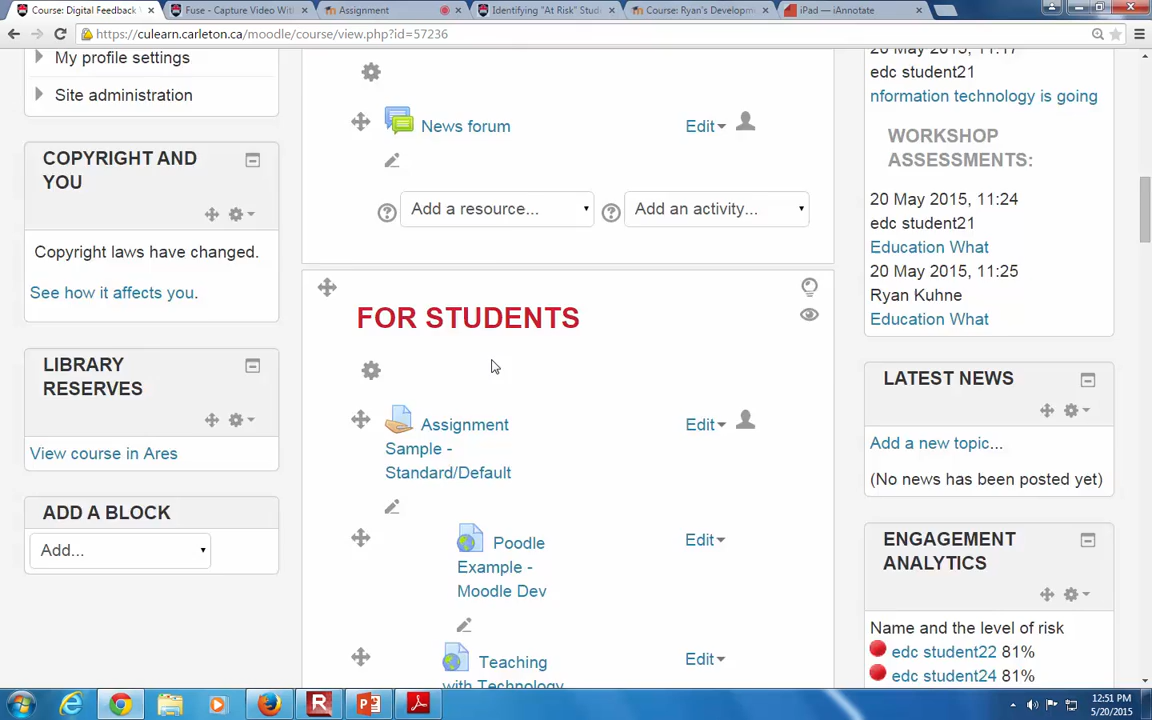 Course: Digital Feedback
Fuse - Capture Video With
Assignment
Identifying "At Risk" Stud
Course: Ryan's Developm
iPad — iAnnotate
https://culearn.carleton.ca/moodle/course/view.php?id=57236
My profile settings
Site administration
COPYRIGHT AND
YOU
Copyright laws have changed.
See how it affects you.
LIBRARY
RESERVES
View course in Ares
ADD A BLOCK
Add...
News forum
Edit
Add a resource...
Add an activity...
FOR STUDENTS
Assignment
Edit
Sample -
Standard/Default
Poodle
Edit
Example -
Moodle Dev
Teaching
Edit
with Technology
20 May 2015, 11:17
edc student21
nformation technology is going
WORKSHOP
ASSESSMENTS:
20 May 2015, 11:24
edc student21
Education What
20 May 2015, 11:25
Ryan Kuhne
Education What
LATEST NEWS
Add a new topic...
(No news has been posted yet)
ENGAGEMENT
ANALYTICS
Name and the level of risk
edc student22 81%
edc student24 81%
12:51 PM
5/20/2015